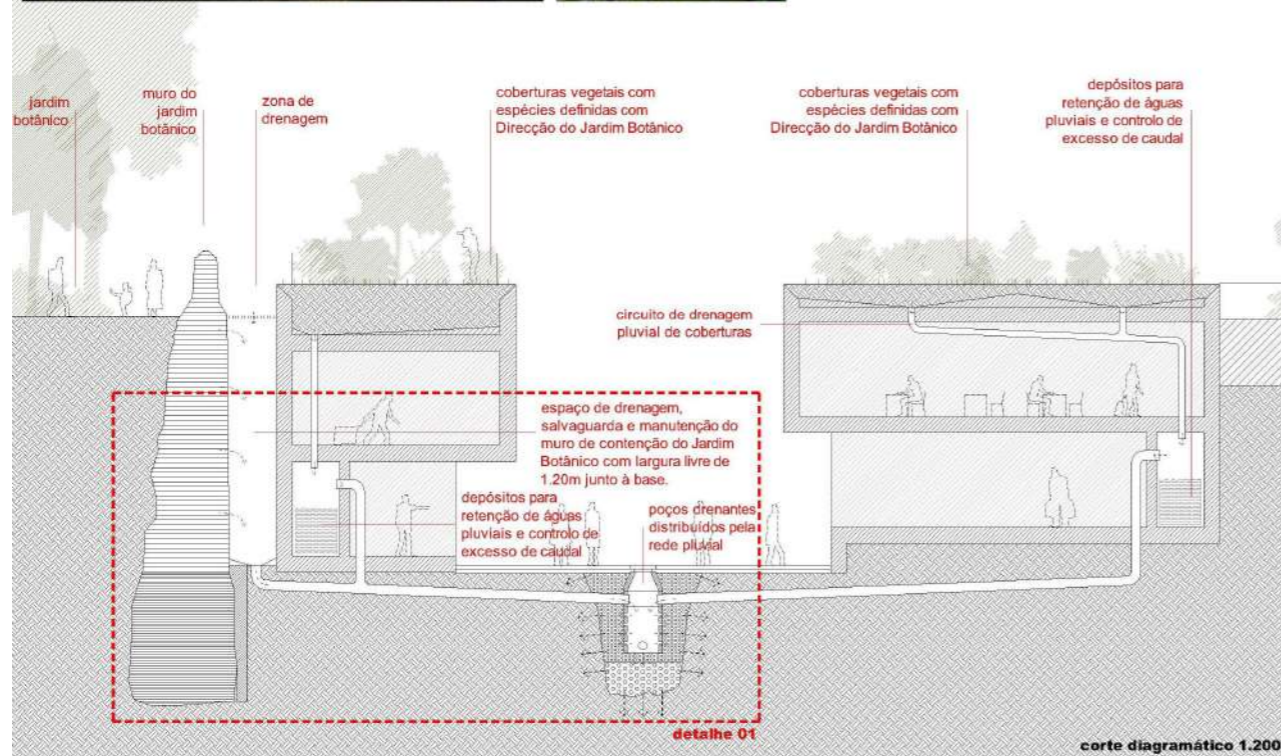 jardim
botânico
muro do
jardim
botânico
zona de
drenagem
coberturas vegetais com
espécies definidas com
Direcção do Jardim Botânico
coberturas vegetais com
espécies definidas com
Direcção do Jardim Botânico
depósitos para
retenção de águas
pluviais e controlo de
excesso de caudal
circuito de drenagem
pluvial de coberturas
espaço de drenagem,
salvaguarda e manutenção do
muro de contenção do Jardim
Botânico com largura livre de
1.20m junto à base.
depósitos para
retenção de águas
pluviais e controlo de
excesso de caudal
poços drenantes
distribuídos pela
rede pluvial
detalhe 01
corte diagramático 1.200